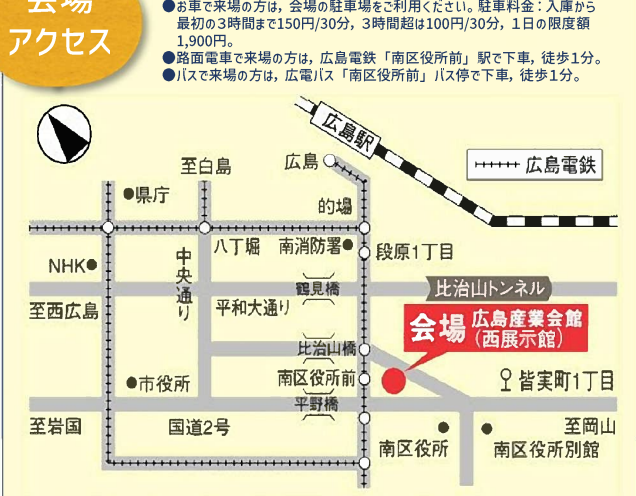 会場
アクセス
●お車で来場の方は，会場の駐車場をご利用ください。駐車料金：入庫から
最初の3時間まで150円/30分，3時間超は100円/30分，1日の限度額
1,900円。
●路面電車で来場の方は，広島電鉄「南区役所前」駅で下車，徒歩1分。
●バスで来場の方は，広電バス「南区役所前」バス停で下車，徒歩1分。
広島駅
至白島
広島
広島電鉄
●県庁
的場
八丁堀
南消防署●
段原1丁目
NHK●
中央通り
鶴見橋
比治山トンネル
至西広島
平和大通り
会場 広島産業会館
(西展示館)
比治山橋
●市役所
南区役所前
皆実町1丁目
平野橋
至岩国
国道2号
至岡山
南区役所
南区役所別館